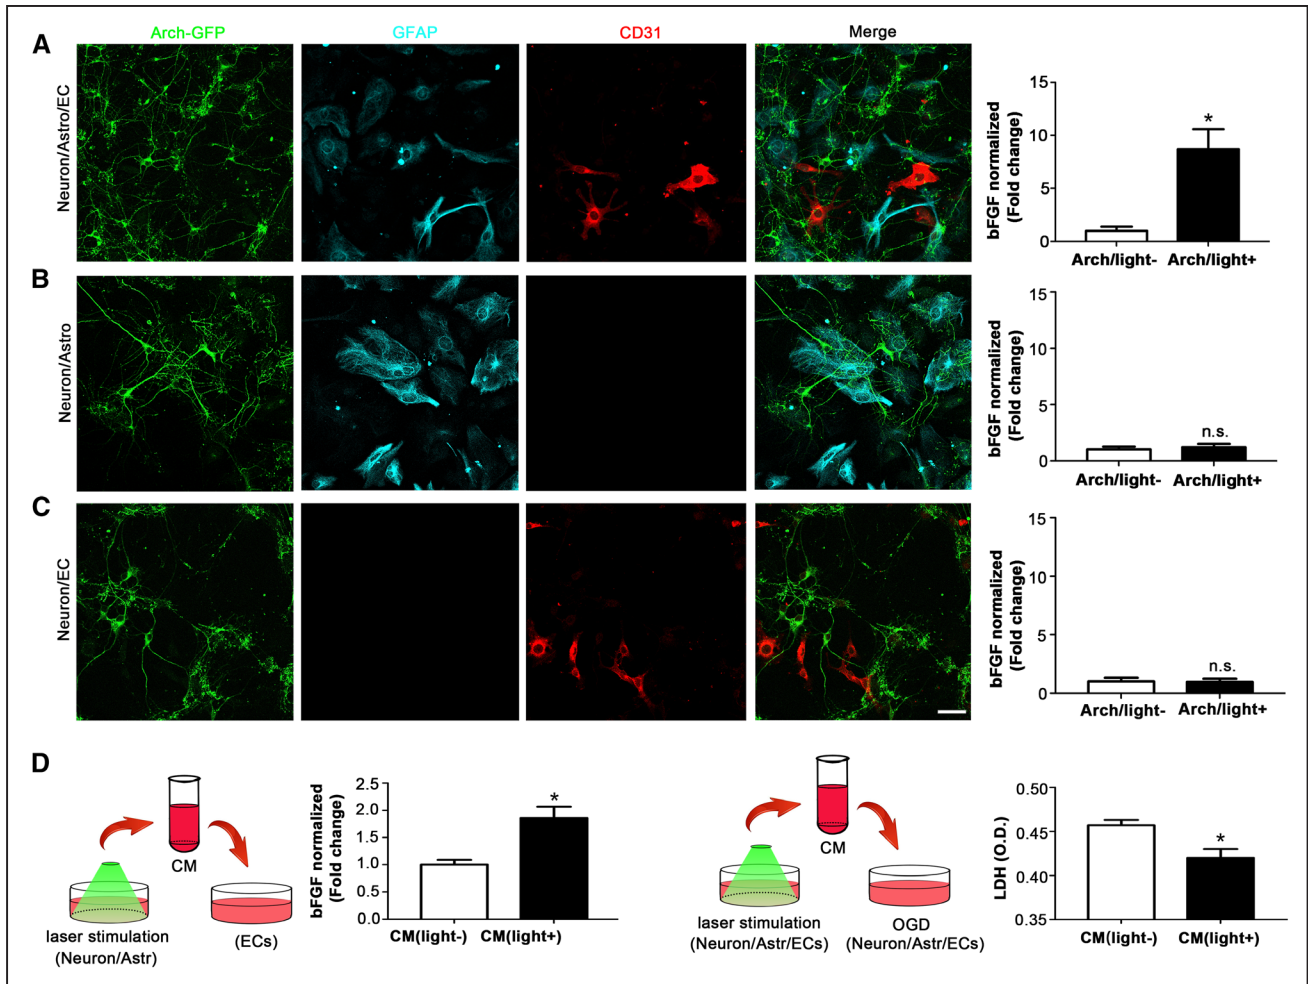 A
Arch-GFP
GFAP
CD31
Merge
Neuron/Astro/EC
bFGF normalized
(Fold change)
15
10
5
0
*
Arch/light- Arch/light+
B
Neuron/Astro
bFGF normalized
(Fold change)
15
10
5
0
n.s.
Arch/light- Arch/light+
C
Neuron/EC
bFGF normalized
(Fold change)
15
10
5
0
n.s.
Arch/light- Arch/light+
D
CM
laser stimulation
(Neuron/Astr)
(ECs)
bFGF normalized
(Fold change)
2.5
2.0
1.5
1.0
0.5
0.0
*
CM(light-) CM(light+)
CM
laser stimulation
(Neuron/Astr/ECs)
OGD
(Neuron/Astr/ECs)
LDH (O.D.)
0.50
0.45
0.40
0.35
*
CM(light-) CM(light+)